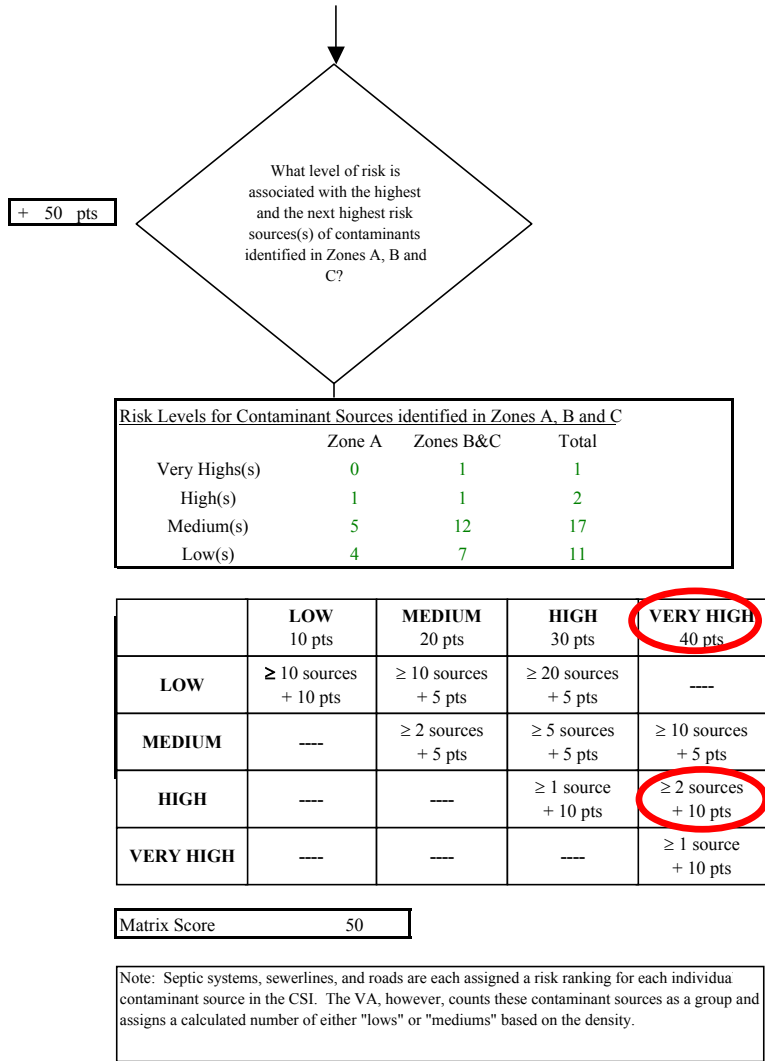 What level of risk is
associated with the highest
and the next highest risk
sources(s) of contaminants
identified in Zones A, B and
C?
+ 50 pts
Risk Levels for Contaminant Sources identified in Zones A, B and C
Zone A Zones B&C Total
Very Highs(s) 0 1 1
High(s) 1 1 2
Medium(s) 5 12 17
Low(s) 4 7 11
LOW MEDIUM HIGH VERY HIGH
10 pts 20 pts 30 pts 40 pts
LOW ≥ 10 sources ≥ 10 sources ≥ 20 sources ----
+ 10 pts + 5 pts + 5 pts
MEDIUM ---- ≥ 2 sources ≥ 5 sources ≥ 10 sources
+ 5 pts + 5 pts + 5 pts
HIGH ---- ---- ≥ 1 source ≥ 2 sources
+ 10 pts + 10 pts
VERY HIGH ---- ---- ---- ≥ 1 source
+ 10 pts
Matrix Score 50
Note: Septic systems, sewerlines, and roads are each assigned a risk ranking for each individua
contaminant source in the CSI. The VA, however, counts these contaminant sources as a group and
assigns a calculated number of either "lows" or "mediums" based on the density.